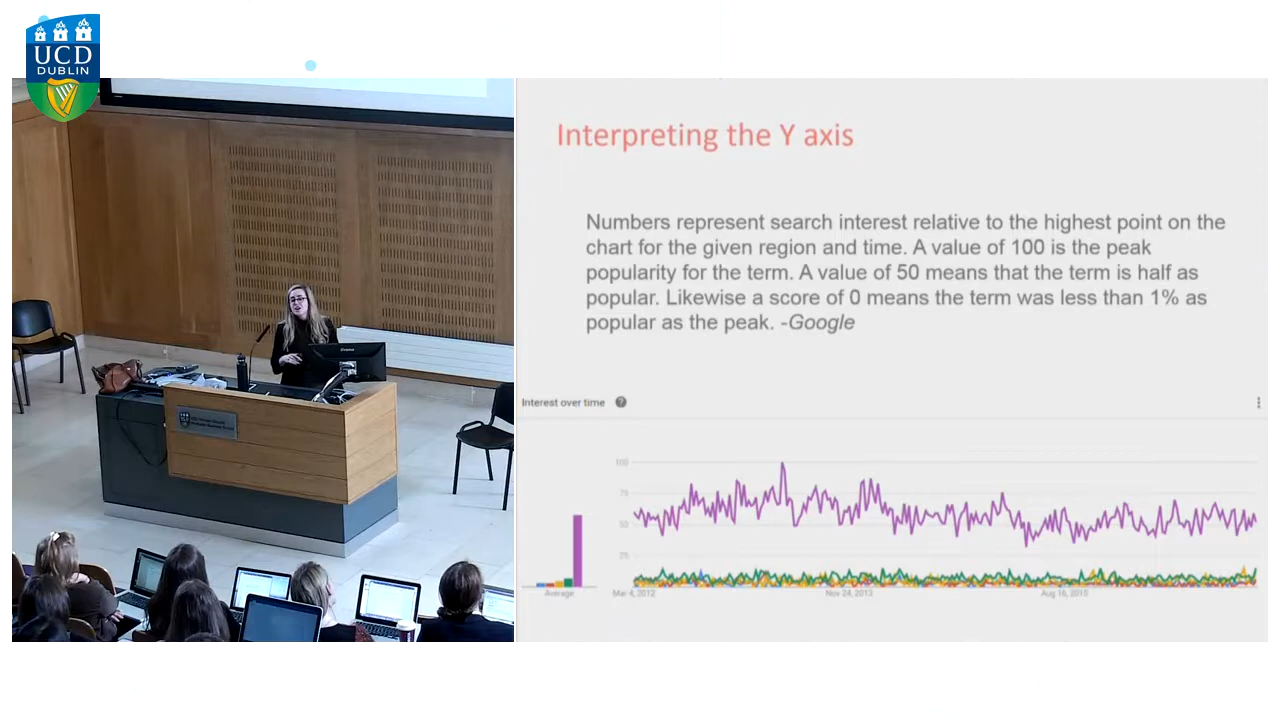 UCD
DUBLIN
Interpreting the Y axis
Numbers represent search interest relative to the highest point on the
chart for the given region and time. A value of 100 is the peak
popularity for the term. A value of 50 means that the term is half as
popular. Likewise a score of 0 means the term was less than 1% as
popular as the peak. -Google
Interest over time ?
100
75
50
25
Average
Mar 4, 2012
Nov 24, 2013
Aug 16, 2015